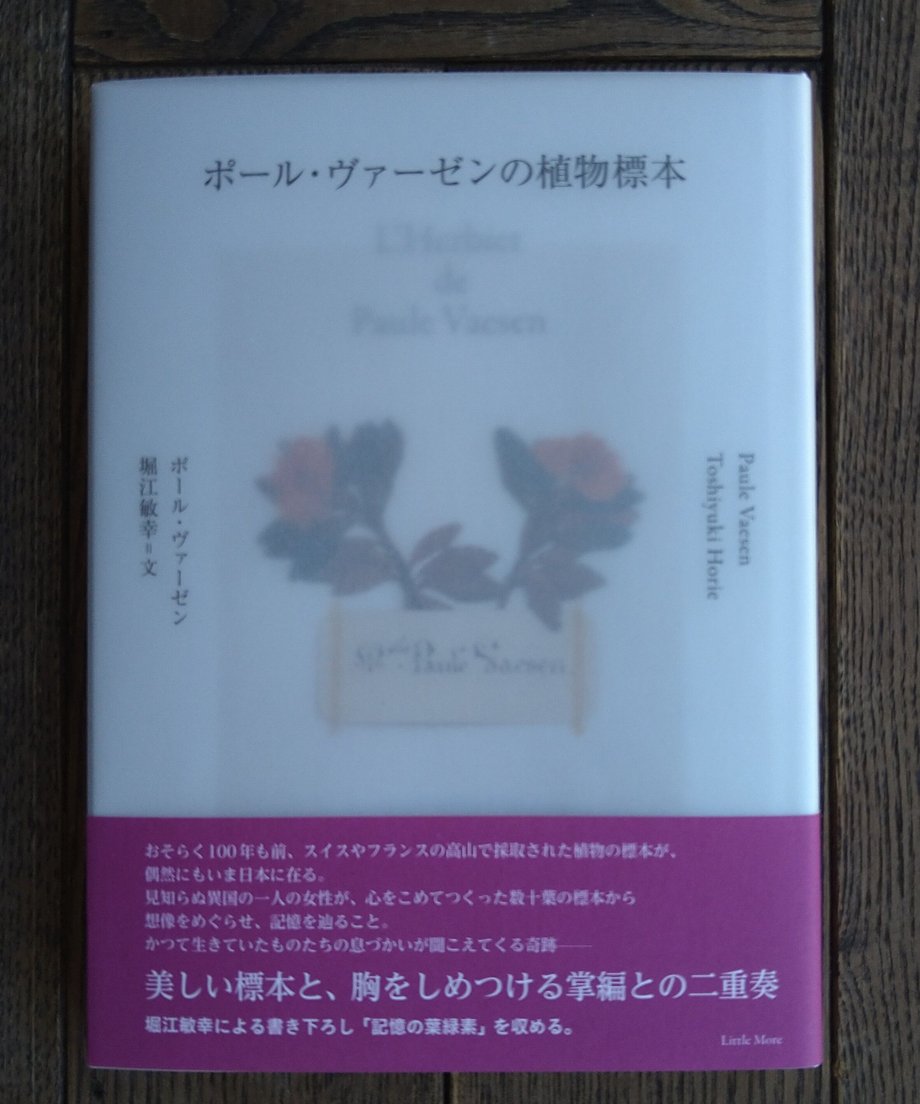 ポール・ヴァーゼンの植物標本
L'Herbier
de
Paule Vaesen
ポール・ヴァーゼン
堀江敏幸=文
Paule Vaesen
Toshiyuki Horie
Paule Vaesen
おそらく100年も前、スイスやフランスの高山で採取された植物の標本が、
偶然にもいま日本に在る。
見知らぬ異国の一人の女性が、心をこめてつくった数十葉の標本から
想像をめぐらせ、記憶を辿ること。
かつて生きていたものたちの息づかいが聞こえてくる奇跡――
美しい標本と、胸をしめつける掌編との二重奏
堀江敏幸による書き下ろし「記憶の葉緑素」を収める。
Little More